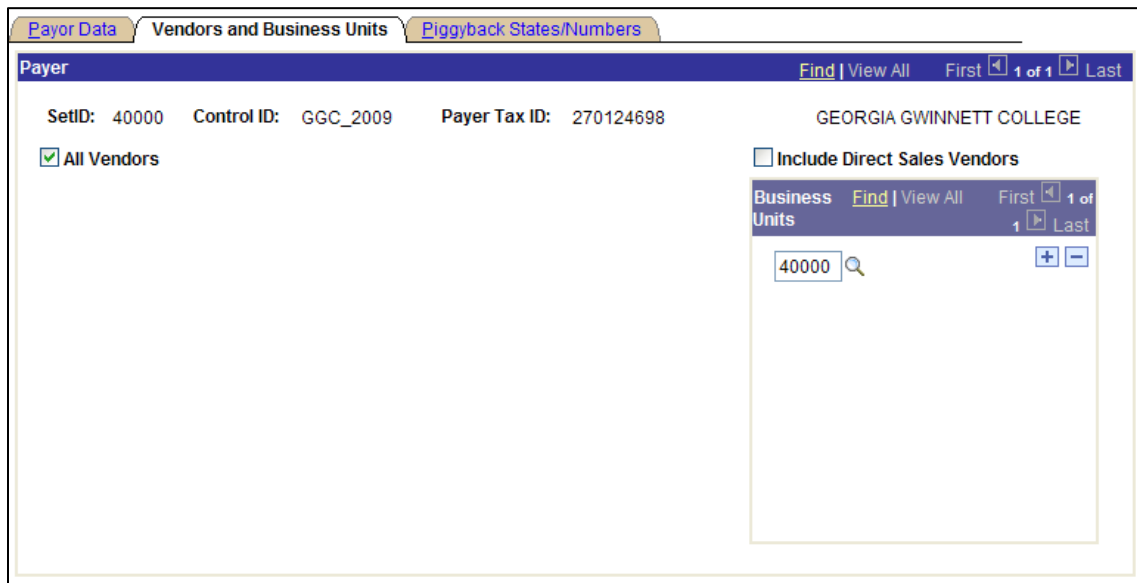 Payor Data Vendors and Business Units Piggyback States/Numbers
Payer Find | View All First 1 of 1 Last
SetID: 40000 Control ID: GGC_2009 Payer Tax ID: 270124698 GEORGIA GWINNETT COLLEGE
All Vendors Include Direct Sales Vendors
Business Find | View All First 1 of
Units 1 Last
40000